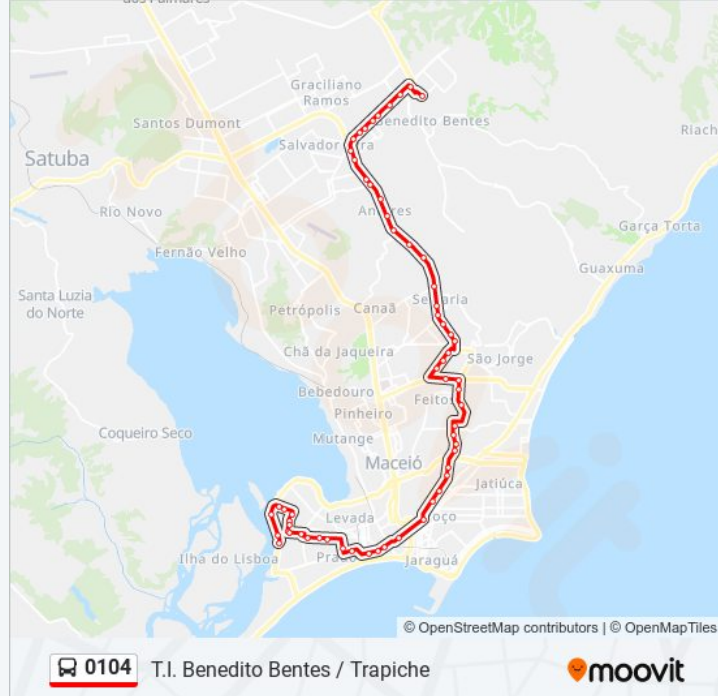 dos Palmares
Graciliano
Ramos
Benedito Bentes
Santos Dumont
Riach
Satuba
Salvador Lyra
Rio Novo
Antares
Garça Torta
Fernão Velho
Guaxuma
Santa Luzia
do Norte
Serraria
Petrópolis
Canaã
Chã da Jaqueira
São Jorge
Bebedouro
Feitosa
Pinheiro
Coqueiro Seco
Mutange
Maceió
Jatiúca
Levada
Poço
Ilha do Lisboa
Prado
Jaraguá
© OpenStreetMap contributors | © OpenMapTiles
0104 T.I. Benedito Bentes / Trapiche
moovit